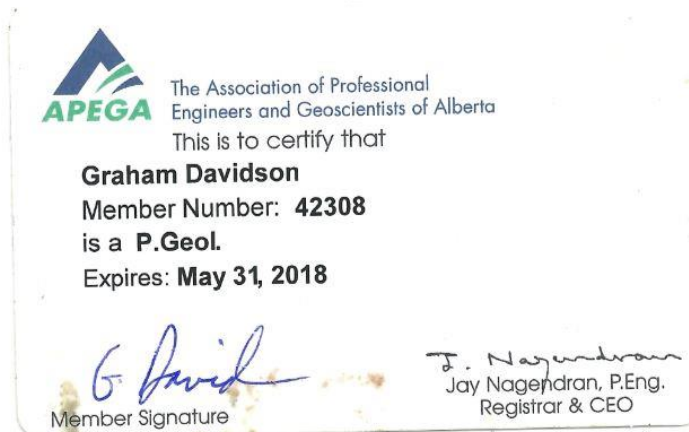 APEGA
The Association of Professional
Engineers and Geoscientists of Alberta
This is to certify that
Graham Davidson
Member Number: 42308
is a P.Geol.
Expires: May 31, 2018
G. David
J. Nagendran
Member Signature
Jay Nagendran, P.Eng.
Registrar & CEO